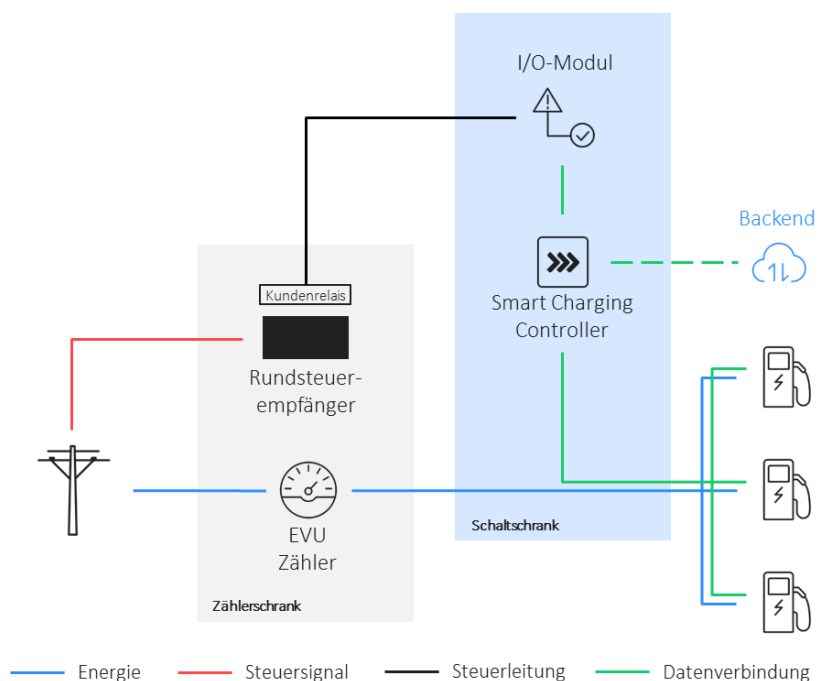 I/O-Modul
Backend
Kundenrelais
Smart Charging
Controller
Rundsteuer-
empfänger
EVU
Zähler
Schaltschrank
Zählerschrank
Energie
Steuersignal
Steuerleitung
Datenverbindung